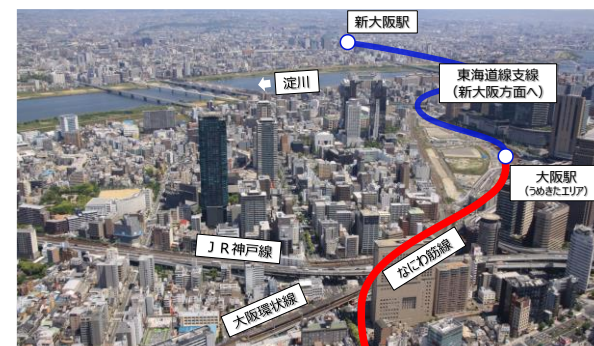 新大阪駅
淀川
東海道線支線
（新大阪方面へ）
大阪駅
（うめきたエリア）
ＪＲ神戸線
なにわ筋線
大阪環状線